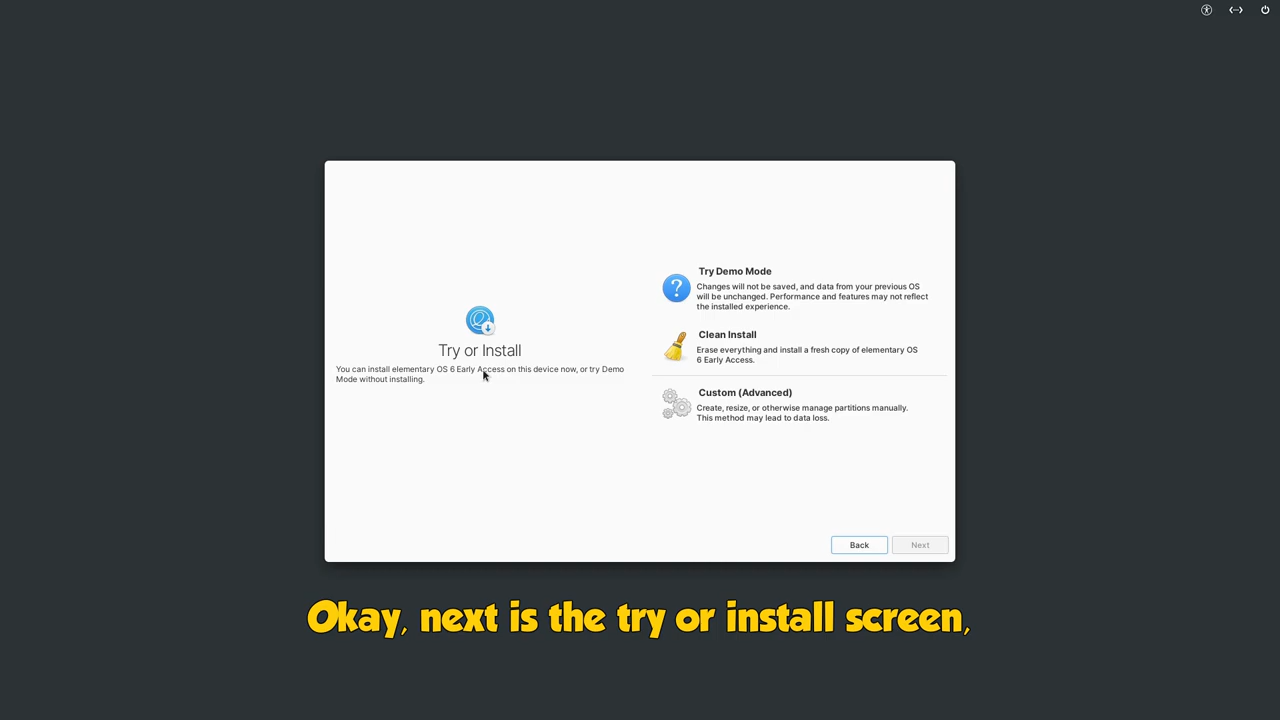 Try or Install
You can install elementary OS 6 Early Access on this device now, or try Demo
Mode without installing.
Try Demo Mode
Changes will not be saved, and data from your previous OS
will be unchanged. Performance and features may not reflect
the installed experience.
Clean Install
Erase everything and install a fresh copy of elementary OS
6 Early Access.
Custom (Advanced)
Create, resize, or otherwise manage partitions manually.
This method may lead to data loss.
Back
Next
Okay, next is the try or install screen,